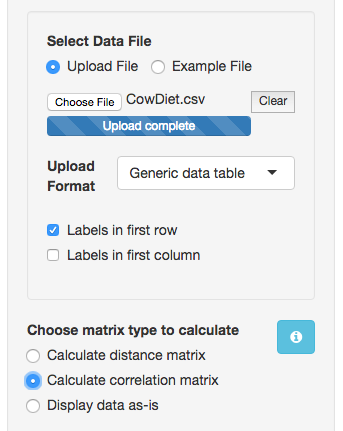 Select Data File
Upload File Example File
Choose File CowDiet.csv Clear
Upload complete
Upload Format Generic data table
Labels in first row
Labels in first column
Choose matrix type to calculate
Calculate distance matrix
Calculate correlation matrix
Display data as-is